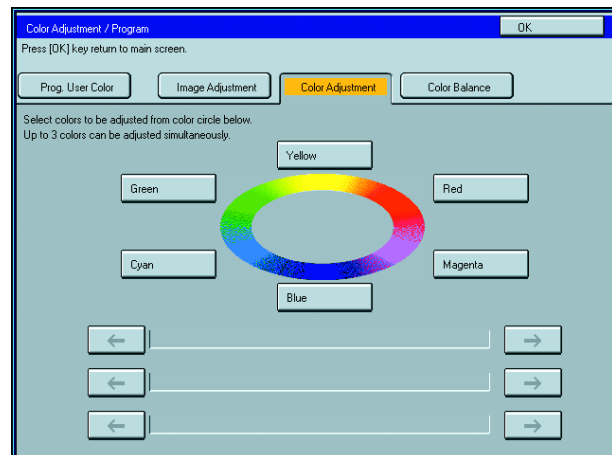 Color Adjustment / Program
OK
Press [OK] key return to main screen.
Prog. User Color
Image Adjustment
Color Adjustment
Color Balance
Select colors to be adjusted from color circle below.
Up to 3 colors can be adjusted simultaneously.
Yellow
Green
Red
Cyan
Magenta
Blue